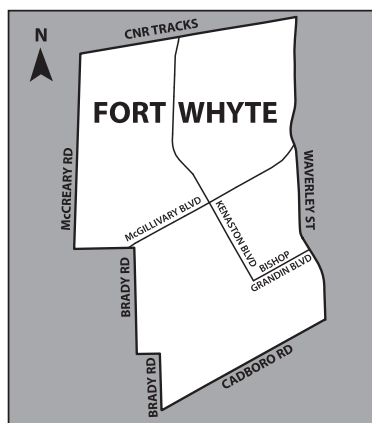 CNR TRACKS
N
FORT WHYTE
McCREARY RD
WAVERLEY ST
McGILLIVARY BLVD
KENASTON BLVD
BISHOP
GRANDIN BLVD
BRADY RD
BRADY RD
CADBORO RD